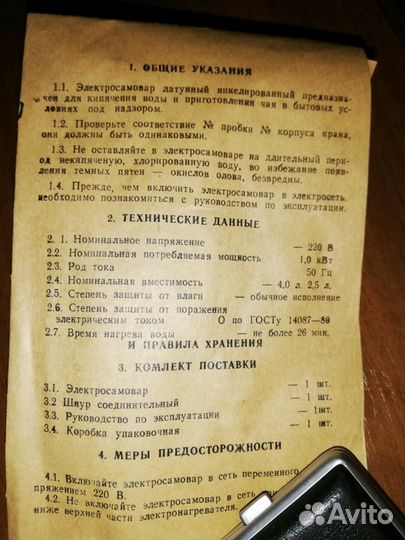 1. ОБЩИЕ УКАЗАНИЯ
1.1. Электросамовар латунный никелированный предназна-
чен для кипячения воды и приготовления чая в бытовых ус-
ловиях под надзором.
1.2. Проверьте соответствие № пробки № корпуса крана,
они должны быть одинаковыми.
1.3. Не оставляйте в электросамоваре на длительный пери-
од некипяченую, хлорированную воду, во избежание появ-
ления темных пятен — окислов олова, безвредны.
1.4. Прежде, чем включить электросамовар в электросеть,
необходимо познакомиться с руководством по эксплуатации.
2. ТЕХНИЧЕСКИЕ ДАННЫЕ
2. 1. Номинальное напряжение — 220 В
2.2. Номинальная потребляемая мощность 1,0 кВт
2.3. Род тока 50 Гц
2.4. Номинальная вместимость — 4,0 л. 2,5 л.
2.5. Степень защиты от влаги — обычное исполнение
2.6. Степень защиты от поражения
электрическим током О по ГОСТу 14087—80
2.7. Время нагрева воды — не более 26 мин.
И ПРАВИЛА ХРАНЕНИЯ
3. КОМЛЕКТ ПОСТАВКИ
3.1. Электросамовар — 1 шт.
3.2 Шнур соединительный — 1 шт.
3.3. Руководство по эксплуатации — 1шт.
3.4. Коробка упаковочная — 1 шт.
4. МЕРЫ ПРЕДОСТОРОЖНОСТИ
4.1. Включайте электросамовар в сеть переменного
пряжением 220 В.
4.2. Не включайте электросамовар в сеть
ниже верхней части электронагревателя.
Avito